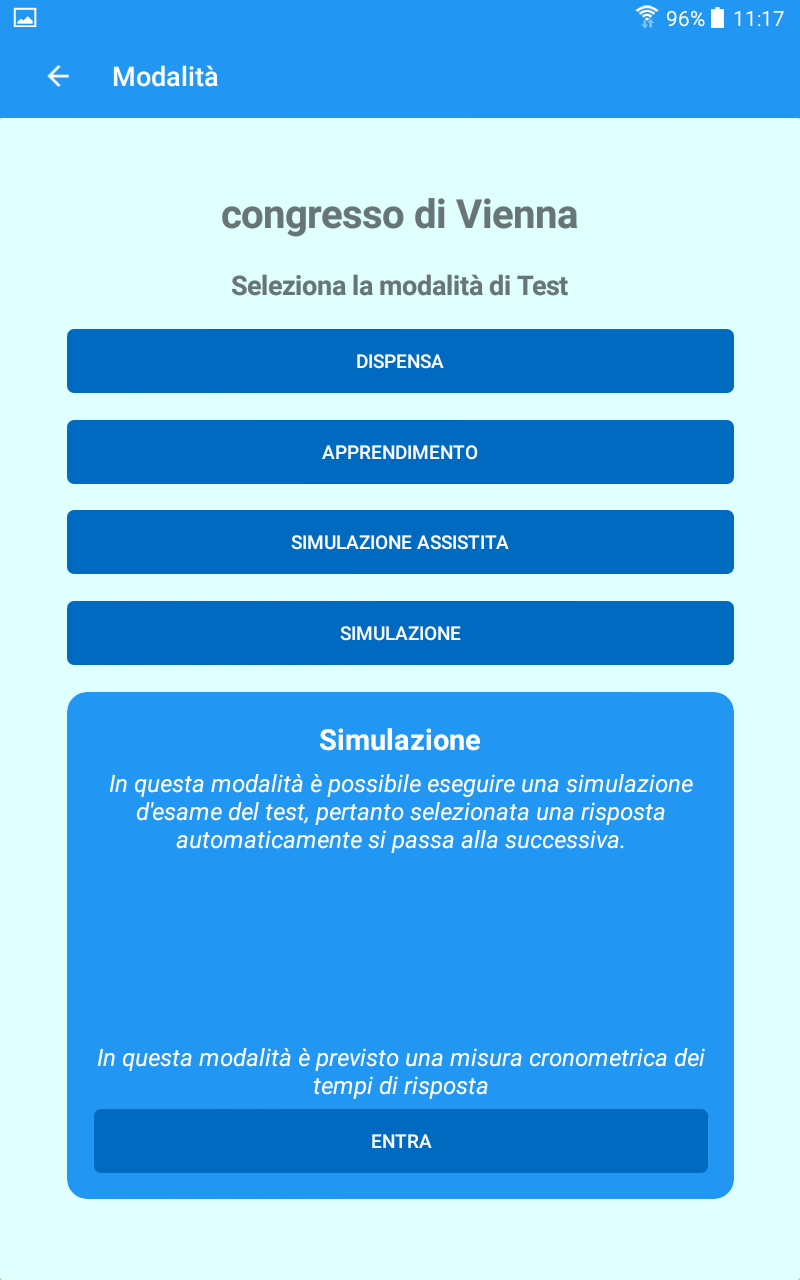 96% 11:17
Modalità
congresso di Vienna
Seleziona la modalità di Test
DISPENSA
APPRENDIMENTO
SIMULAZIONE ASSISTITA
SIMULAZIONE
Simulazione
In questa modalità è possibile eseguire una simulazione
d'esame del test, pertanto selezionata una risposta
automaticamente si passa alla successiva.
In questa modalità è previsto una misura cronometrica dei
tempi di risposta
ENTRA